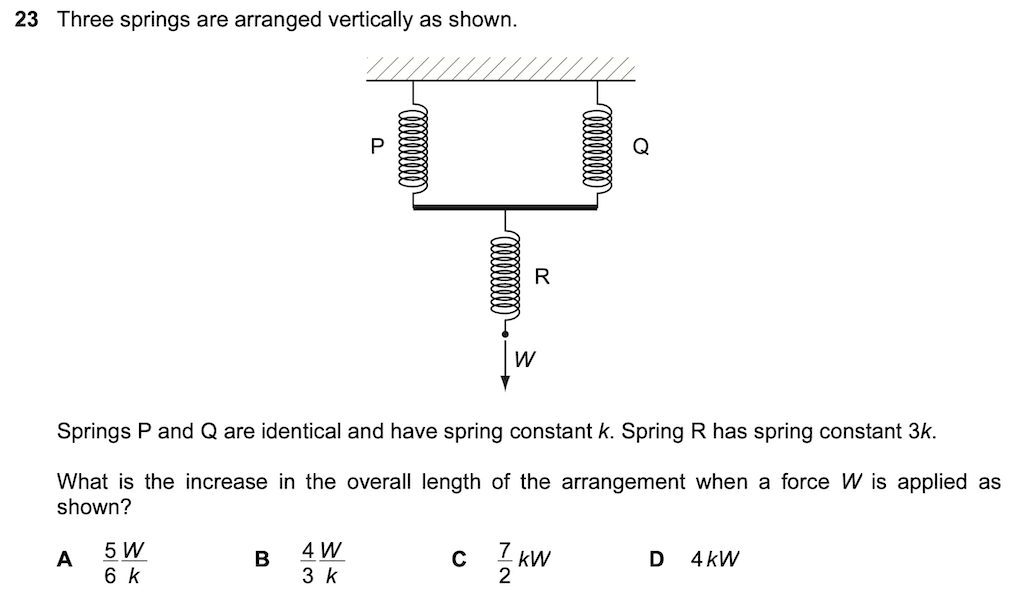 23 Three springs are arranged vertically as shown.
P
Q
R
W
Springs P and Q are identical and have spring constant k. Spring R has spring constant 3k.
What is the increase in the overall length of the arrangement when a force W is applied as
shown?
A 5/6 W/k B 4/3 W/k C 7/2 kW D 4 kW